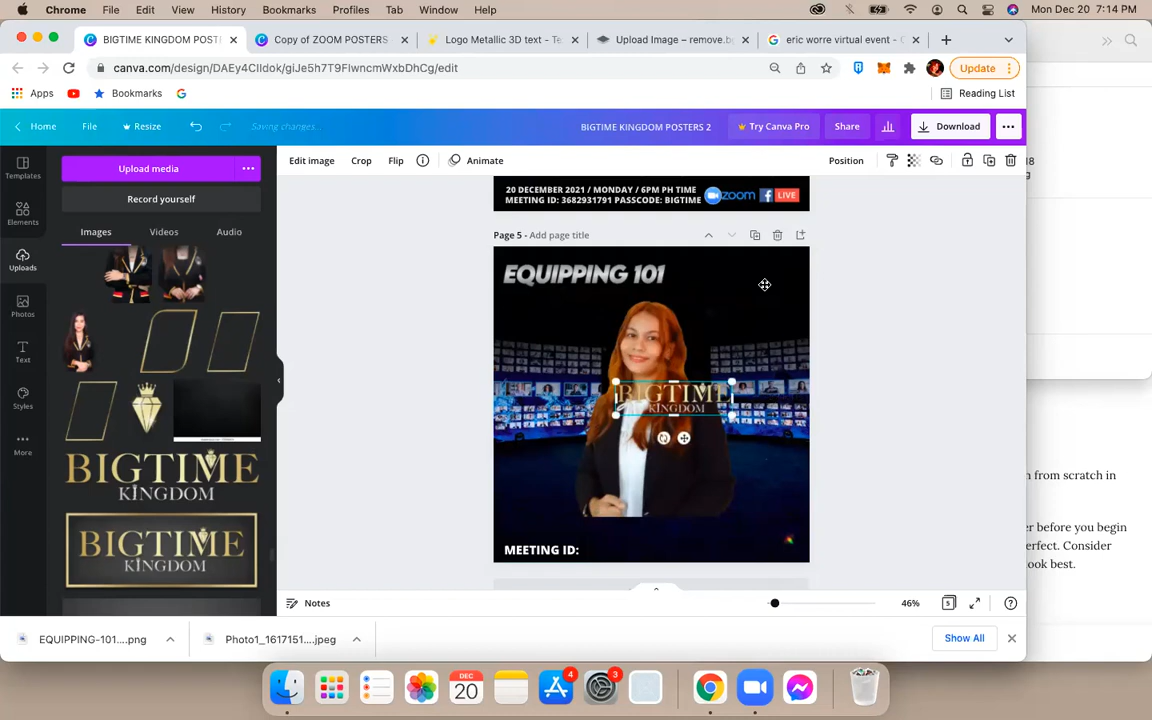 Chrome File Edit View History Bookmarks Profiles Tab Window Help Mon Dec 20 7:14 PM
BIGTIME KINGDOM POST Copy of ZOOM POSTERS Logo Metallic 3D text - Te Upload Image – remove.b eric worre virtual event - G
canva.com/design/DAEy4CIIdok/giJe5h7T9FIwncmWxbDhCg/edit Update
Apps Bookmarks Reading List
Home File Resize Saving changes... BIGTIME KINGDOM POSTERS 2 Try Canva Pro Share Download
Templates
Elements
Uploads
Photos
Text
Styles
More
Upload media
Record yourself
Images Videos Audio
BIGTIME
KINGDOM
BIGTIME
KINGDOM
Edit image Crop Flip Animate Position
20 DECEMBER 2021 / MONDAY / 6PM PH TIME
MEETING ID: 3682931791 PASSCODE: BIGTIME
zoom f LIVE
Page 5 - Add page title
EQUIPPING 101
BIGTIME
KINGDOM
MEETING ID:
Notes 46% 5
18
n from scratch in
er before you begin
erfect. Consider
ook best.
EQUIPPING-101....png Photo1_1617151....jpeg Show All
DEC
20
4
3